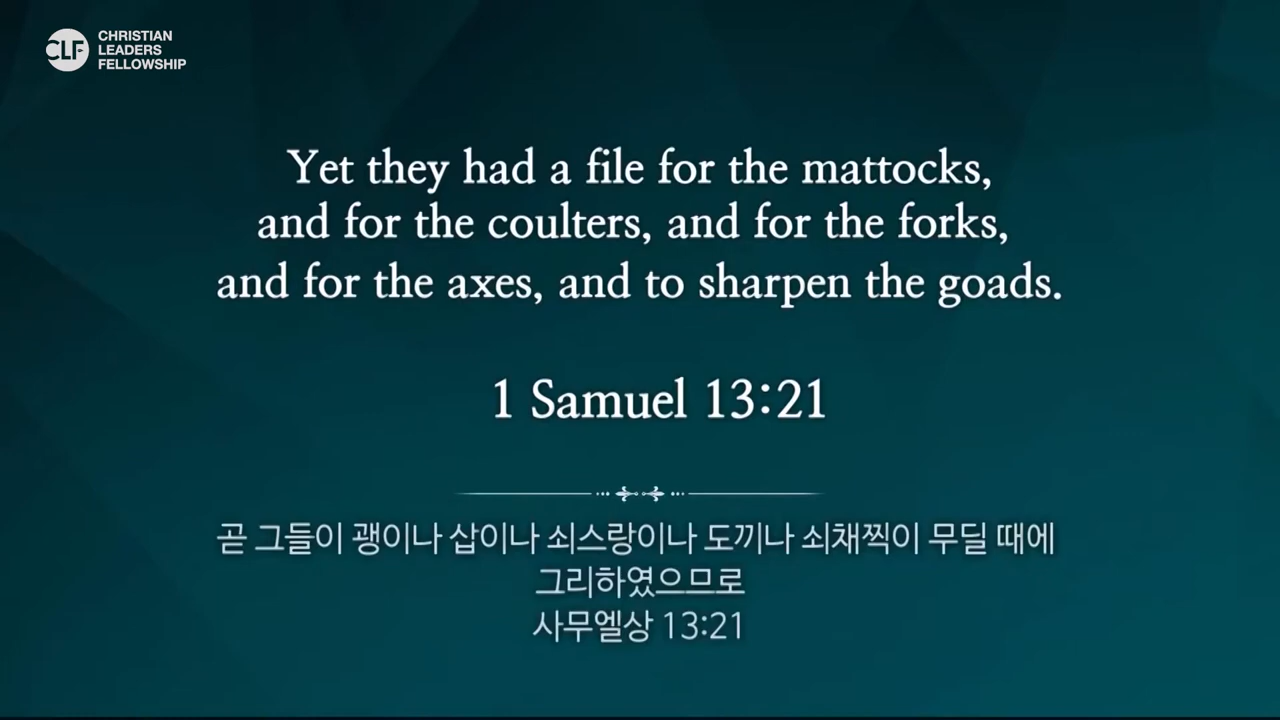 CLF
CHRISTIAN
LEADERS
FELLOWSHIP
Yet they had a file for the mattocks,
and for the coulters, and for the forks,
and for the axes, and to sharpen the goads.
1 Samuel 13:21
곧 그들이 괭이나 삽이나 쇠스랑이나 도끼나 쇠채찍이 무딜 때에
그리하였으므로
사무엘상 13:21